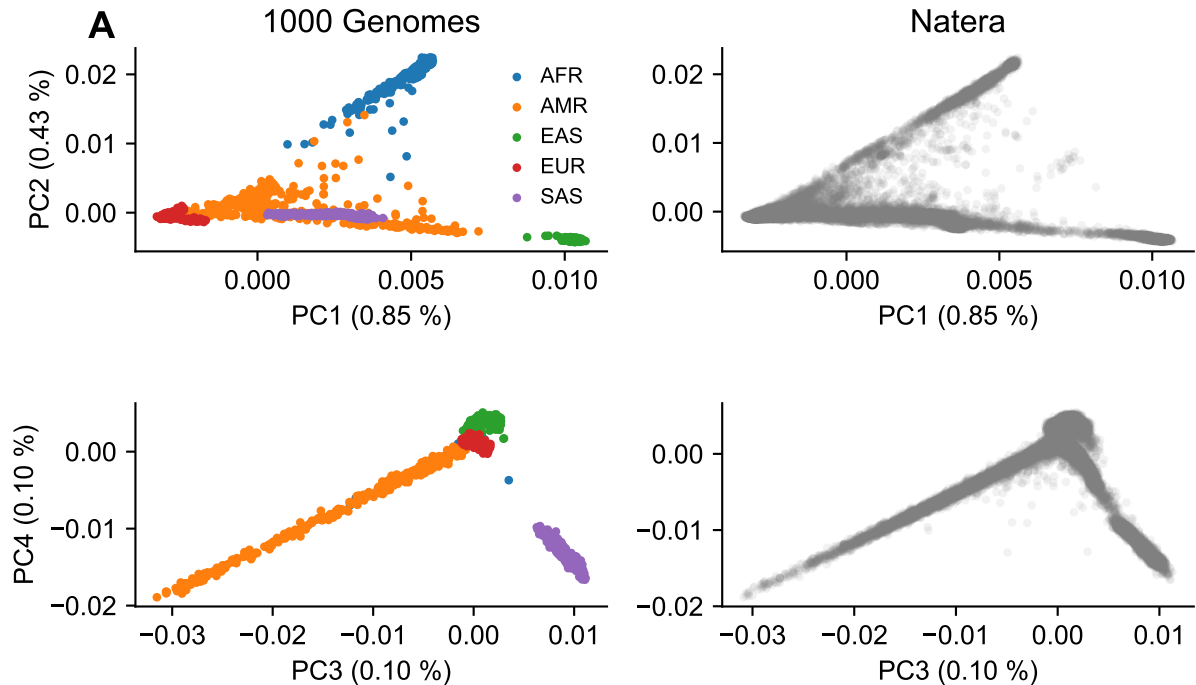 A
1000 Genomes
Natera
PC2 (0.43 %)
0.02
0.01
0.00
AFR
AMR
EAS
EUR
SAS
0.000 0.005 0.010
PC1 (0.85 %)
0.02
0.01
0.00
0.000 0.005 0.010
PC1 (0.85 %)
PC4 (0.10 %)
0.00
−0.01
−0.02
−0.03 −0.02 −0.01 0.00 0.01
PC3 (0.10 %)
0.00
−0.01
−0.02
−0.03 −0.02 −0.01 0.00 0.01
PC3 (0.10 %)